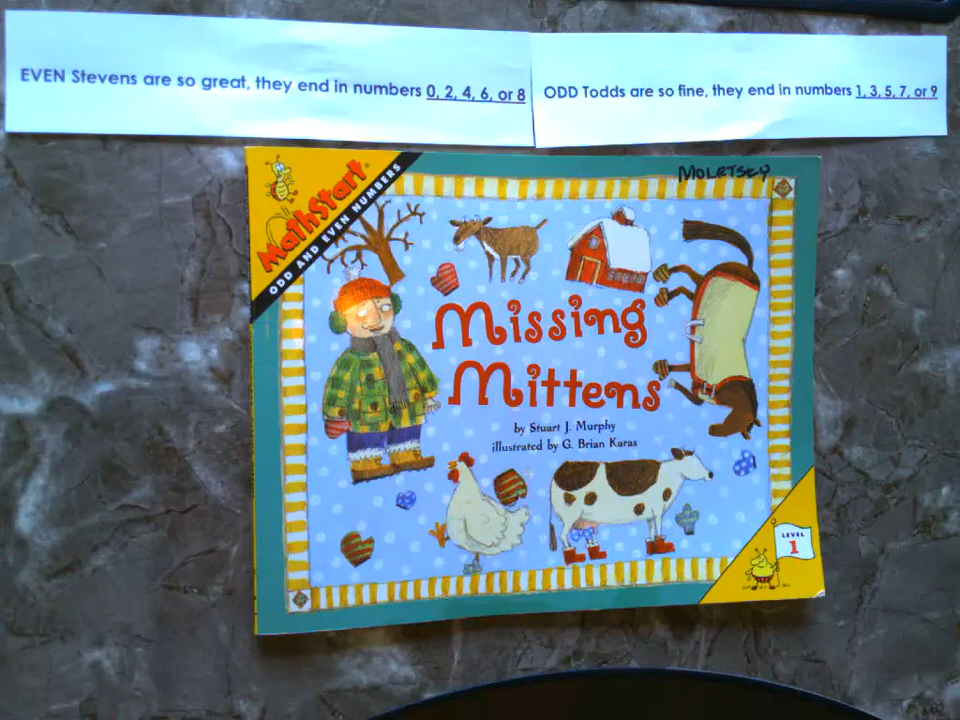 EVEN Stevens are so great, they end in numbers 0, 2, 4, 6, or 8
ODD Todds are so fine, they end in numbers 1, 3, 5, 7, or 9
MOLETSKY
MathStart
ODD AND EVEN NUMBERS
Missing
Mittens
by Stuart J. Murphy
illustrated by G. Brian Karas
LEVEL
1